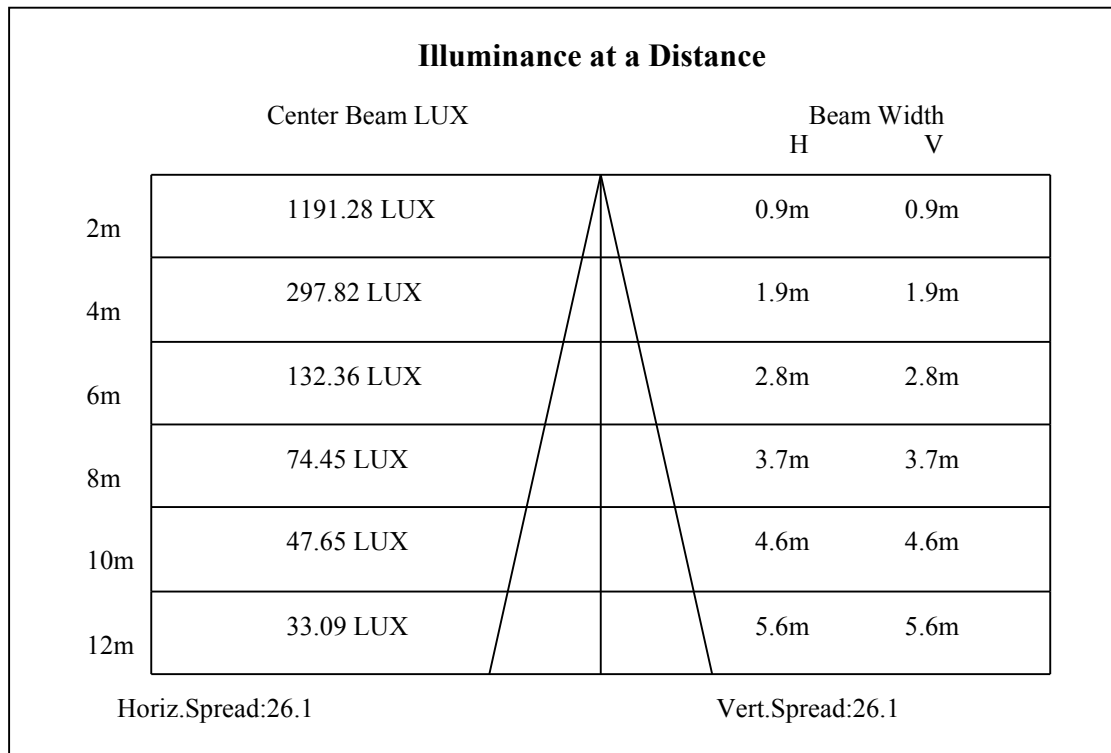 Illuminance at a Distance
Center Beam LUX Beam Width
H V
2m 1191.28 LUX 0.9m 0.9m
4m 297.82 LUX 1.9m 1.9m
6m 132.36 LUX 2.8m 2.8m
8m 74.45 LUX 3.7m 3.7m
10m 47.65 LUX 4.6m 4.6m
12m 33.09 LUX 5.6m 5.6m
Horiz.Spread:26.1 Vert.Spread:26.1